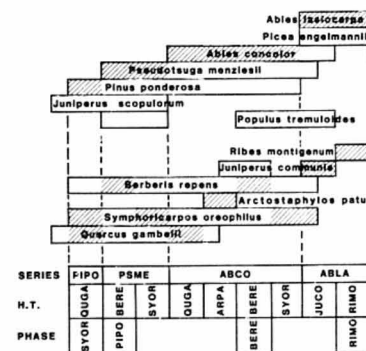 Abies lasiocarpa
Picea engelmannii
Abies concolor
Pseudotsuga menziesii
Pinus ponderosa
Juniperus scopulorum
Populus tremuloides
Ribes montigenum
Juniperus communis
Berberis repens
Arctostaphylos patu
Symphoricarpos oreophilus
Quercus gambelii
SERIES FIPO PSME ABCO ABLA
H.T. QUGA BERE SYOR QUGA ARPA BERE SYOR JUCO RIMO
PHASE SYOR PIPO BERE RIMO